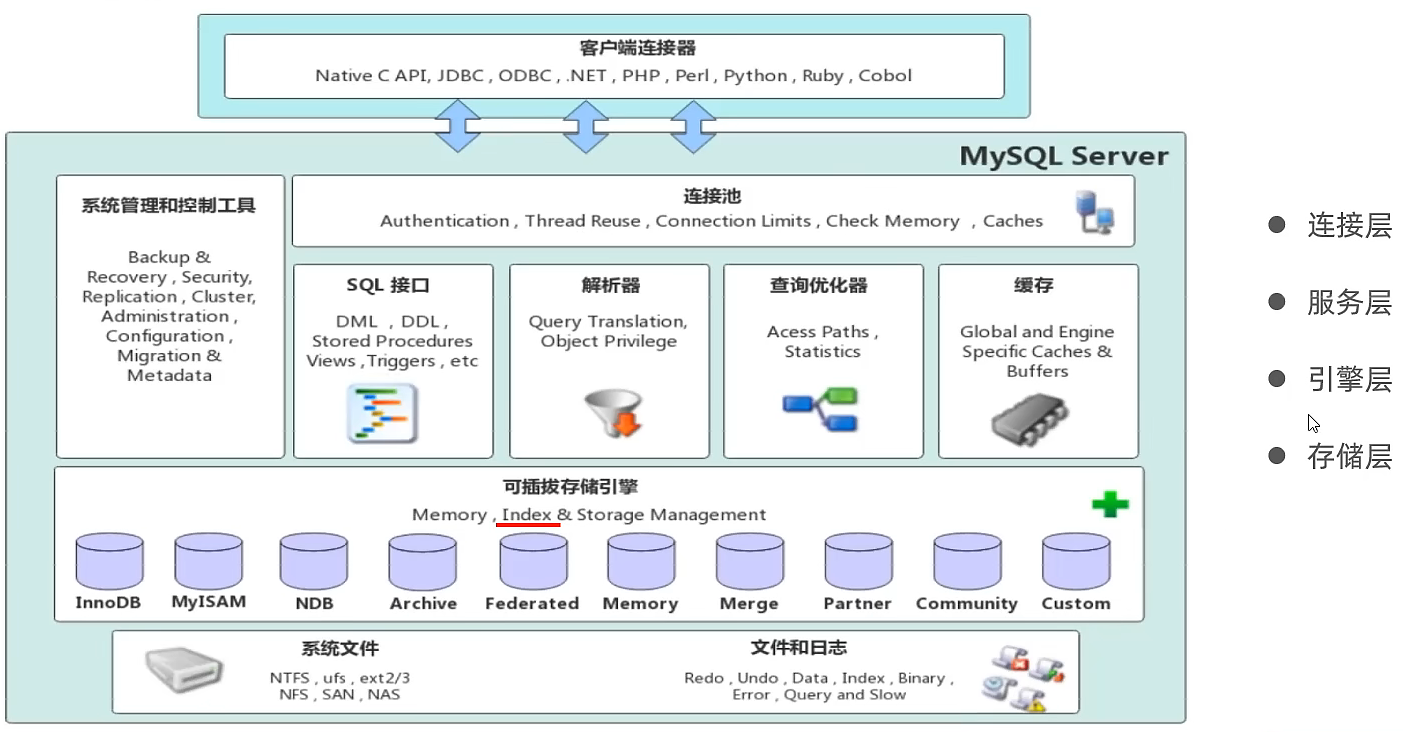 客户端连接器
Native C API, JDBC , ODBC , .NET , PHP , Perl , Python , Ruby , Cobol
MySQL Server
系统管理和控制工具
Backup &
Recovery , Security,
Replication , Cluster,
Administration ,
Configuration ,
Migration &
Metadata
连接池
Authentication , Thread Reuse , Connection Limits , Check Memory , Caches
SQL 接口
DML , DDL ,
Stored Procedures
Views ,Triggers , etc
解析器
Query Translation,
Object Privilege
查询优化器
Acess Paths ,
Statistics
缓存
Global and Engine
Specific Caches &
Buffers
可插拔存储引擎
Memory , Index & Storage Management
InnoDB
MyISAM
NDB
Archive
Federated
Memory
Merge
Partner
Community
Custom
系统文件
NTFS , ufs , ext2/3
NFS , SAN , NAS
文件和日志
Redo , Undo , Data , Index , Binary ,
Error , Query and Slow
● 连接层
● 服务层
● 引擎层
● 存储层